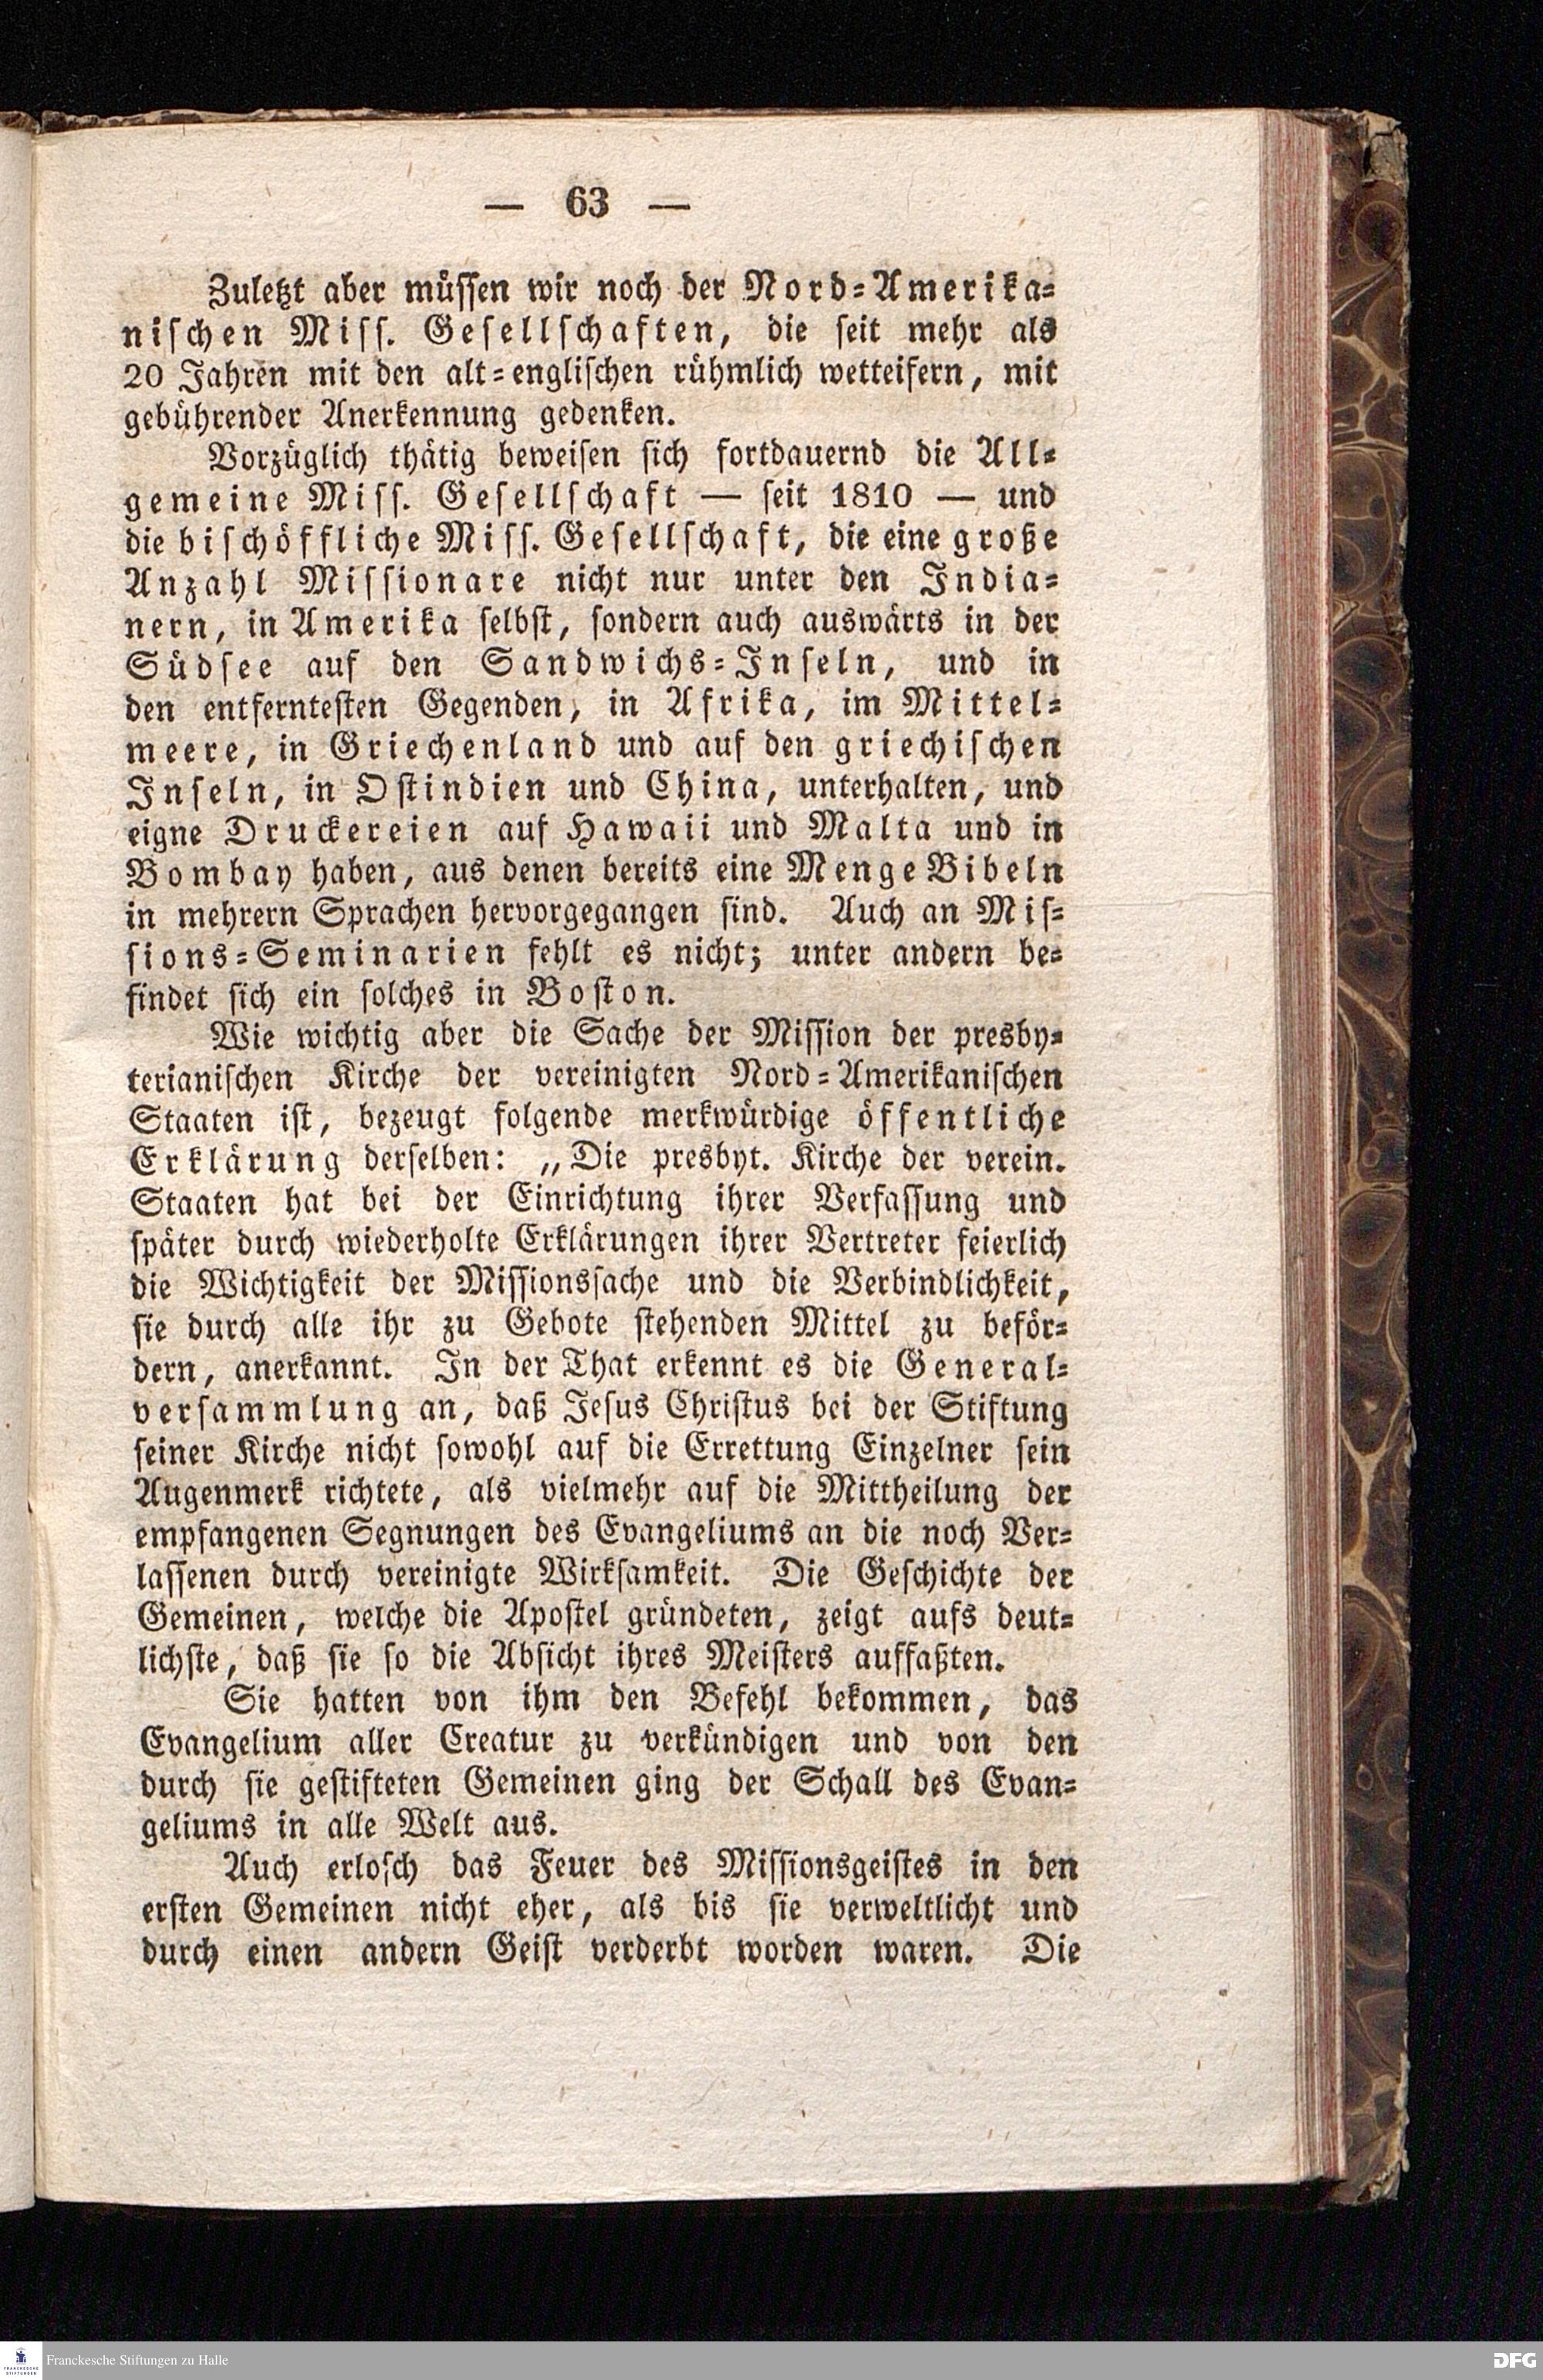 — 63 —
Zuletzt aber müssen wir noch der Nord-Amerika-
nischen Miss. Gesellschaften, die seit mehr als
20 Jahren mit den alt-englischen rühmlich wetteifern, mit
gebührender Anerkennung gedenken.
Vorzüglich thätig beweisen sich fortdauernd die All-
gemeine Miss. Gesellschaft — seit 1810 — und
die bischöffliche Miss. Gesellschaft, die eine große
Anzahl Missionare nicht nur unter den India-
nern, in Amerika selbst, sondern auch auswärts in der
Südsee auf den Sandwichs-Inseln, und in
den entferntesten Gegenden, in Afrika, im Mittel-
meere, in Griechenland und auf den griechischen
Inseln, in Ostindien und China, unterhalten, und
eigne Druckereien auf Hawaii und Malta und in
Bombay haben, aus denen bereits eine Menge Bibeln
in mehrern Sprachen hervorgegangen sind. Auch an Mis-
sions-Seminarien fehlt es nicht; unter andern be-
findet sich ein solches in Boston.
Wie wichtig aber die Sache der Mission der presby-
terianischen Kirche der vereinigten Nord-Amerikanischen
Staaten ist, bezeugt folgende merkwürdige öffentliche
Erklärung derselben: „Die presbyt. Kirche der verein.
Staaten hat bei der Einrichtung ihrer Verfassung und
später durch wiederholte Erklärungen ihrer Vertreter feierlich
die Wichtigkeit der Missionssache und die Verbindlichkeit,
sie durch alle ihr zu Gebote stehenden Mittel zu beför-
dern, anerkannt. In der That erkennt es die General-
versammlung an, daß Jesus Christus bei der Stiftung
seiner Kirche nicht sowohl auf die Errettung Einzelner sein
Augenmerk richtete, als vielmehr auf die Mittheilung der
empfangenen Segnungen des Evangeliums an die noch Ver-
lassenen durch vereinigte Wirksamkeit. Die Geschichte der
Gemeinen, welche die Apostel gründeten, zeigt aufs deut-
lichste, daß sie so die Absicht ihres Meisters auffaßten.
Sie hatten von ihm den Befehl bekommen, das
Evangelium aller Creatur zu verkündigen und von den
durch sie gestifteten Gemeinen ging der Schall des Evan-
geliums in alle Welt aus.
Auch erlosch das Feuer des Missionsgeistes in den
ersten Gemeinen nicht eher, als bis sie verweltlicht und
durch einen andern Geist verderbt worden waren. Die
FRANCKESCHE
STIFTUNGEN
Franckesche Stiftungen zu Halle
DFG